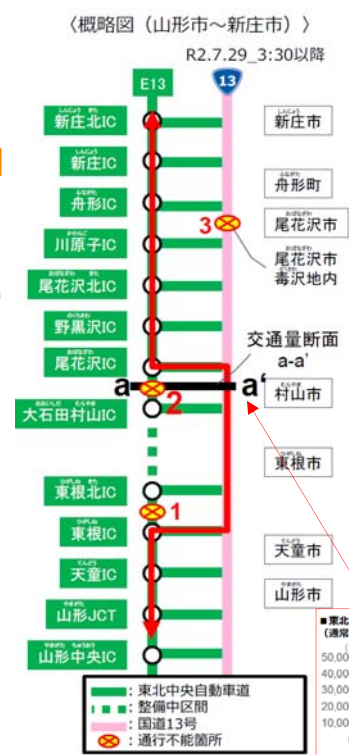 〈概略図（山形市～新庄市）〉
R2.7.29_3:30以降
E13
13
しんじょう きた
新庄北IC
新庄市
しんじょう
新庄IC
ふながた
舟形IC
舟形町
3
おばなざわ
尾花沢市
川原子IC
おばなざわ
尾花沢市
毒沢地内
おばなざわ きた
尾花沢北IC
のくろさわ
野黒沢IC
おばなざわ
尾花沢IC
交通量断面
a-a'
a
2
a'
むらやま
村山市
おおいしだ むらやま
大石田村山IC
ひがしね
東根市
ひがしね きた
東根北IC
1
ひがしね
東根IC
てんどう
天童市
てんどう
天童IC
やまがた
山形市
やまがた
山形JCT
やまがた ちゅうおう
山形中央IC
■東北
（通常
50,00
40,00
30,00
20,00
10,00
：東北中央自動車道
：整備中区間
：国道13号
：通行不能箇所